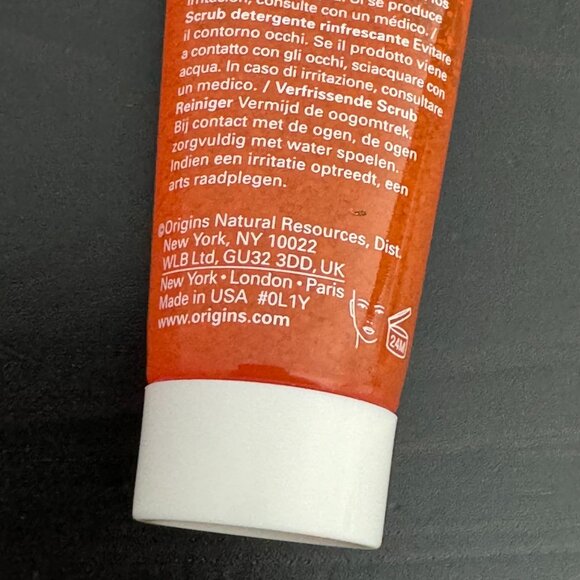 irritación, consulte con un médico. /
Scrub detergente rinfrescante Evitare
il contorno occhi. Se il prodotto viene
a contatto con gli occhi, sciacquare con
acqua. In caso di irritazione, consultare
un medico. / Verfrissende Scrub
Reiniger Vermijd de oogomtrek.
Bij contact met de ogen, de ogen
zorgvuldig met water spoelen.
Indien een irritatie optreedt, een
arts raadplegen.
©Origins Natural Resources, Dist.
New York, NY 10022
WLB Ltd, GU32 3DD, UK
New York • London • Paris
Made in USA #0L1Y
www.origins.com
24M